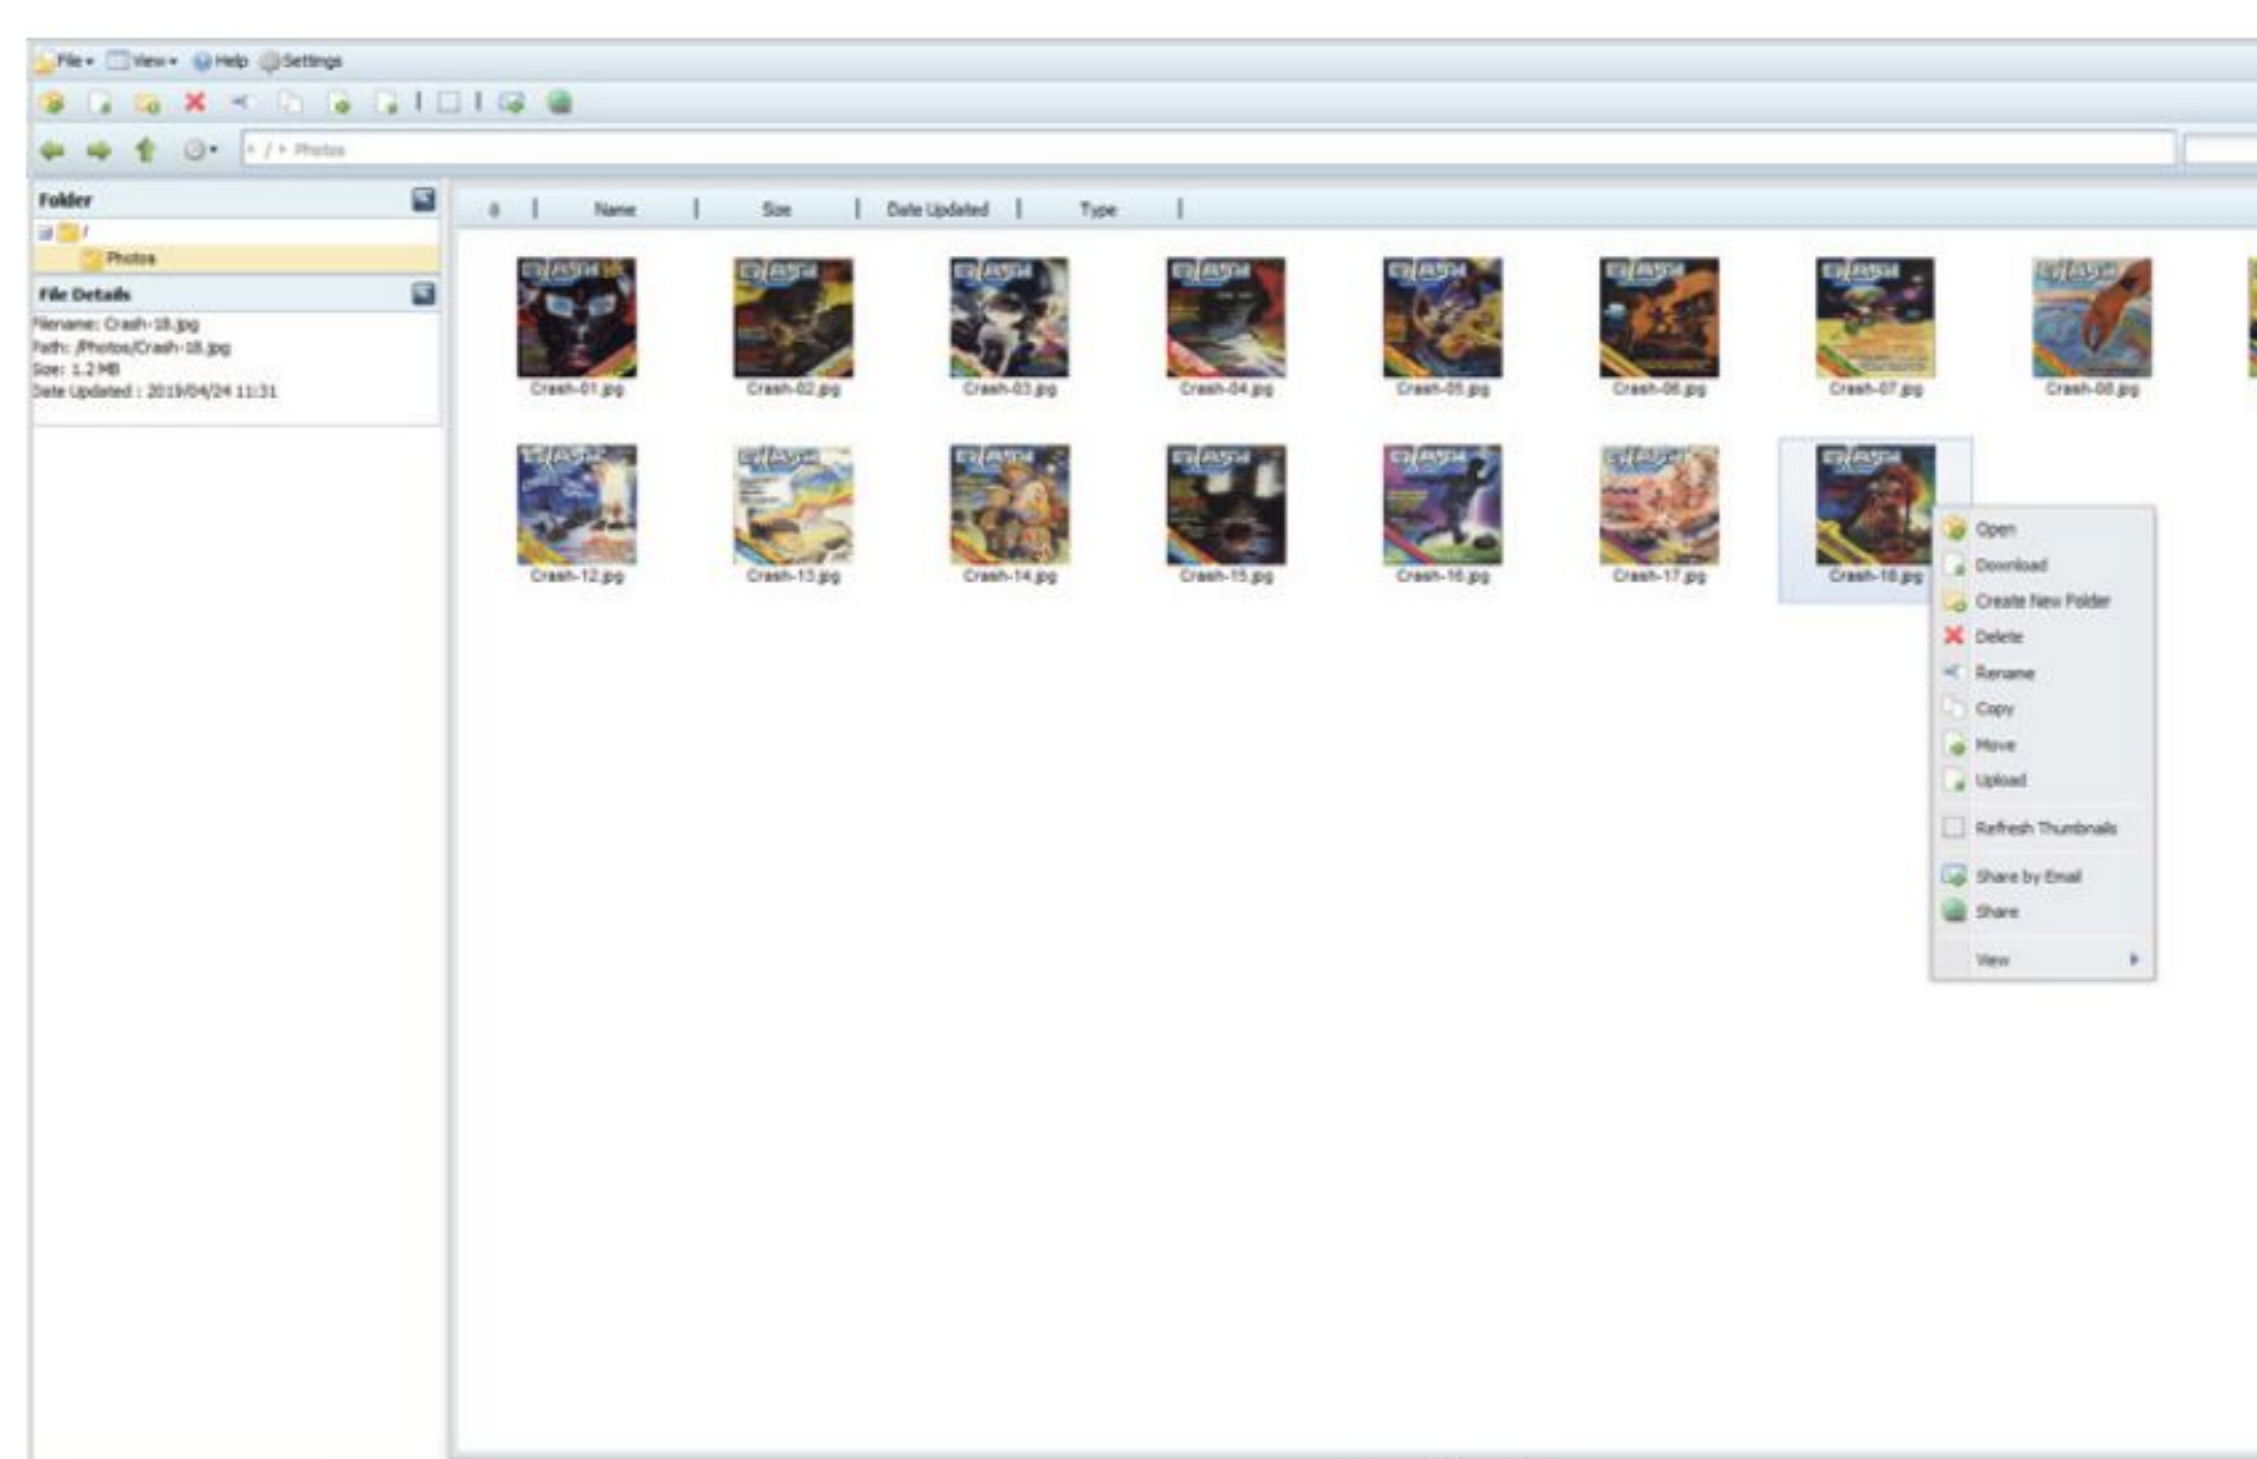 File View Help Settings
/ Photos
Folder
/
Photos
File Details
Filename: Crash-18.jpg
Path: /Photos/Crash-18.jpg
Size: 1.2 MB
Date Updated : 2019/04/24 11:31
0 Name Size Date Updated Type
Crash-01.jpg Crash-02.jpg Crash-03.jpg Crash-04.jpg Crash-05.jpg Crash-06.jpg Crash-07.jpg Crash-08.jpg
Crash-12.jpg Crash-13.jpg Crash-14.jpg Crash-15.jpg Crash-16.jpg Crash-17.jpg Crash-18.jpg
Open
Download
Create New Folder
Delete
Rename
Copy
Move
Upload
Refresh Thumbnails
Share by Email
Share
View